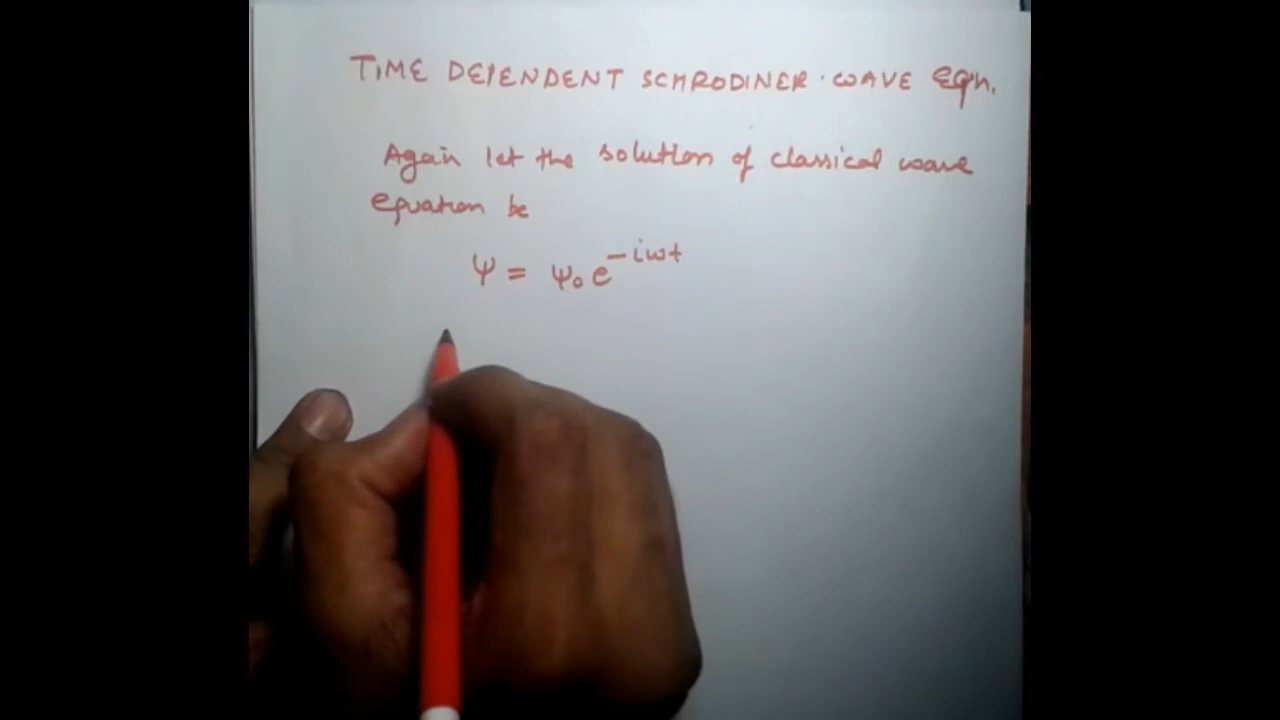 TIME DEPENDENT SCHRODINER WAVE Eqn.
Again let the solution of classical wave
equation be
Ψ = Ψ₀ e^{-iωt}